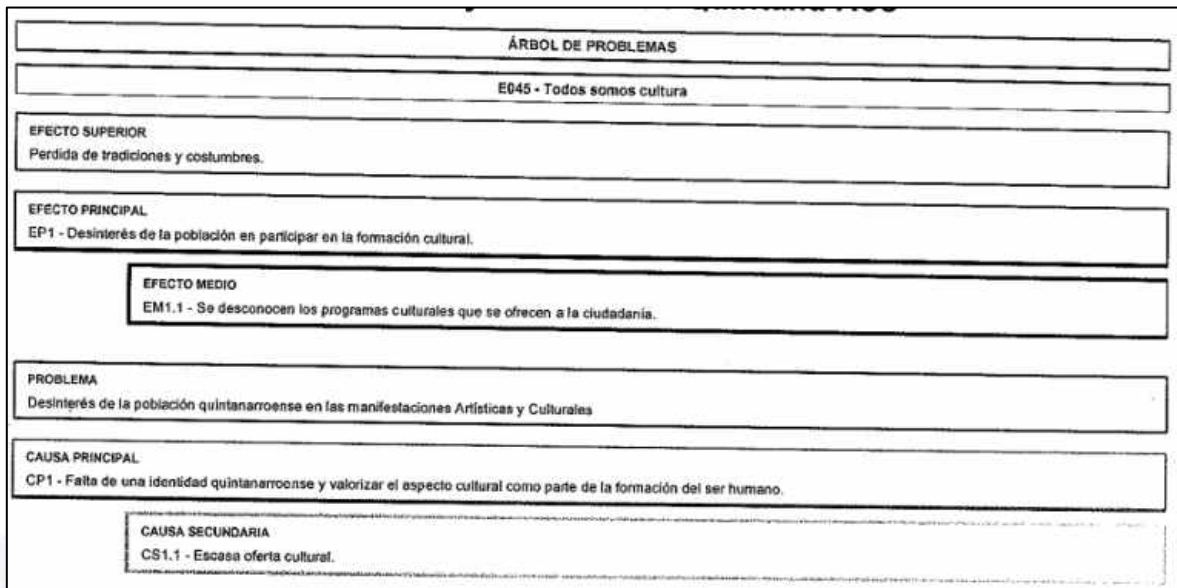 ÁRBOL DE PROBLEMAS
E045 - Todos somos cultura
EFECTO SUPERIOR
Perdida de tradiciones y costumbres.
EFECTO PRINCIPAL
EP1 - Desinterés de la población en participar en la formación cultural.
EFECTO MEDIO
EM1.1 - Se desconocen los programas culturales que se ofrecen a la ciudadanía.
PROBLEMA
Desinterés de la población quintanarroense en las manifestaciones Artísticas y Culturales
CAUSA PRINCIPAL
CP1 - Falta de una identidad quintanarroense y valorizar el aspecto cultural como parte de la formación del ser humano.
CAUSA SECUNDARIA
CS1.1 - Escasa oferta cultural.